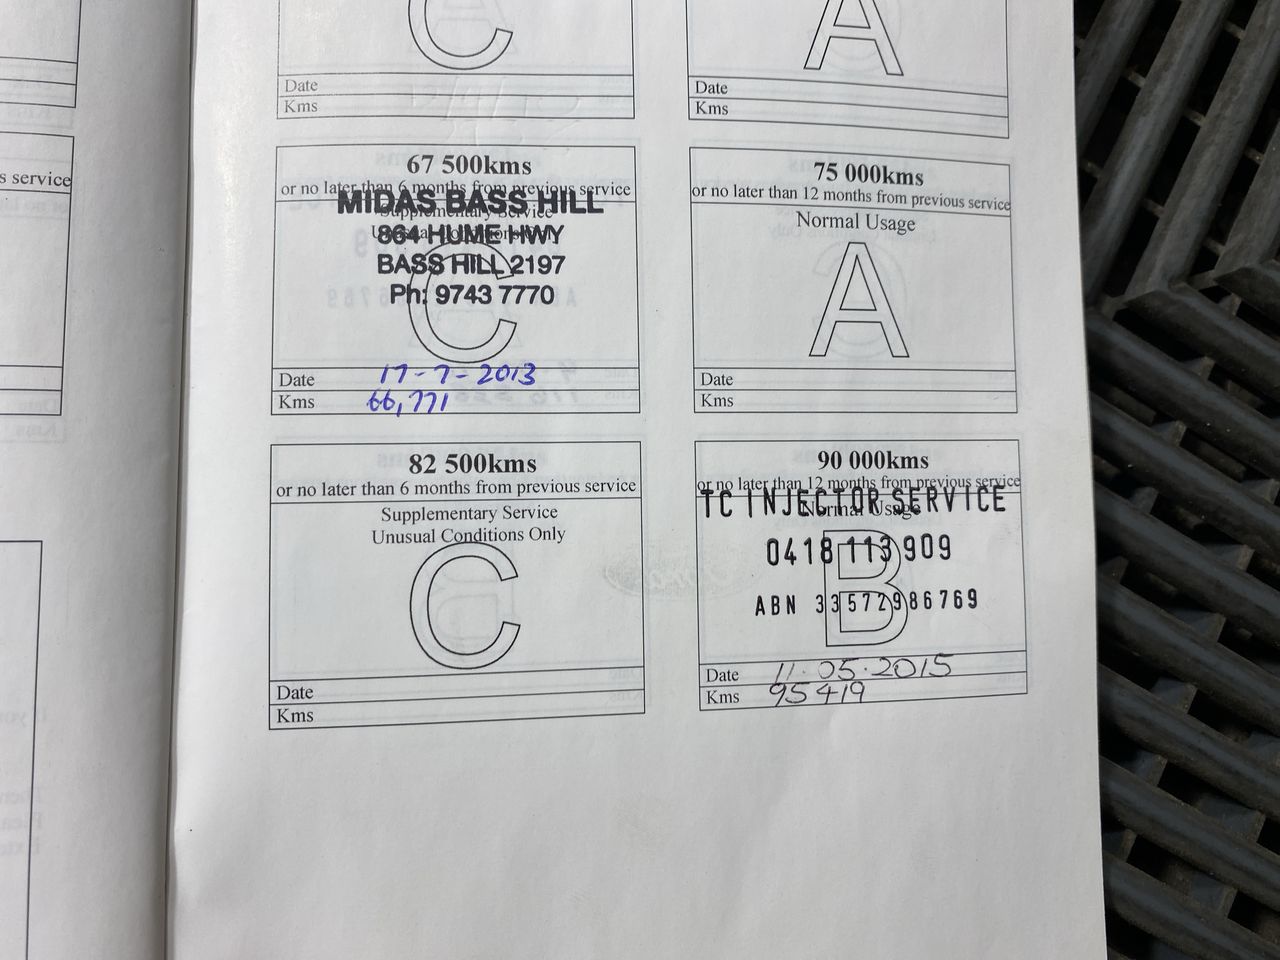 C
Date
Kms
A
Date
Kms
s service
67 500kms
or no later than 6 months from previous service
MIDAS BASS HILL
Supplementary Service
864 HUME HWY
BASS HILL 2197
Ph: 9743 7770
C
Date 17-7-2013
Kms 66,771
75 000kms
or no later than 12 months from previous service
Normal Usage
A
Date
Kms
82 500kms
or no later than 6 months from previous service
Supplementary Service
Unusual Conditions Only
C
Date
Kms
90 000kms
or no later than 12 months from previous service
Normal Usage
TC INJECTOR SERVICE
0418 113 909
ABN 33572986769
B
Date 11.05.2015
Kms 95419